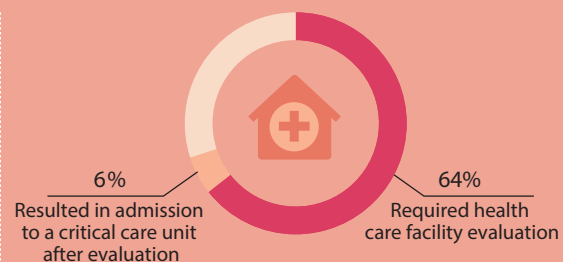 6%
Resulted in admission
to a critical care unit
after evaluation
64%
Required health
care facility evaluation